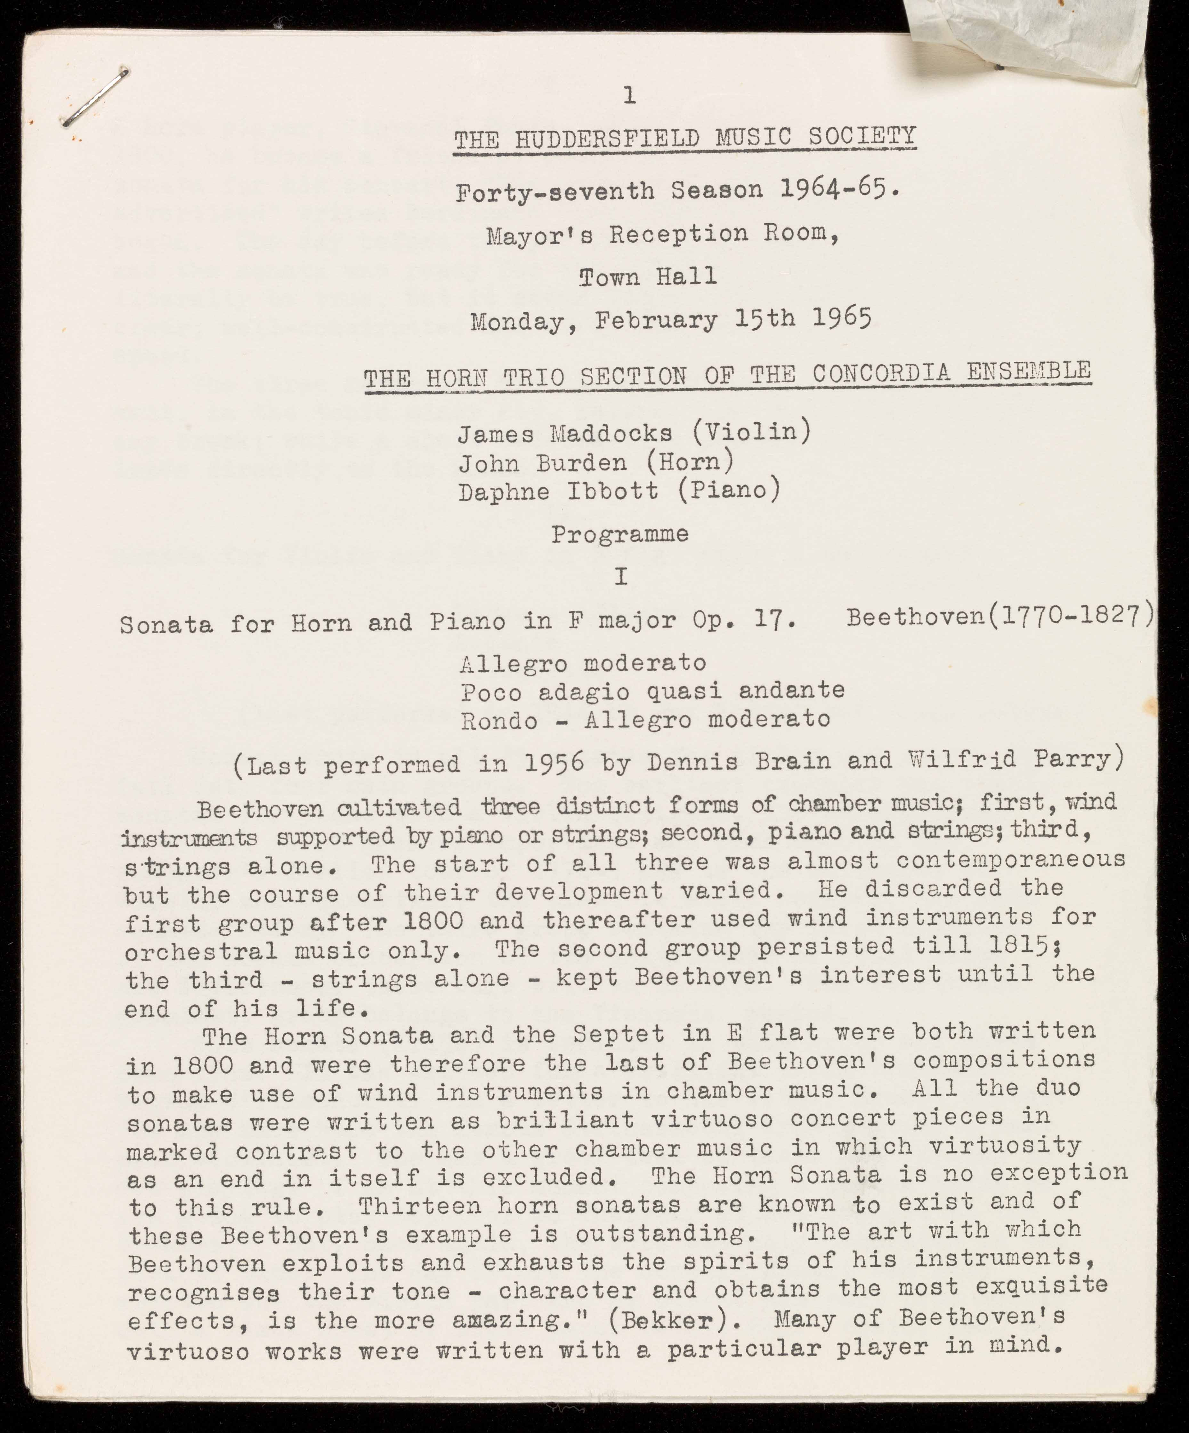 1
THE HUDDERSFIELD MUSIC SOCIETY
Forty-seventh Season 1964-65.
Mayor's Reception Room,
Town Hall
Monday, February 15th 1965
THE HORN TRIO SECTION OF THE CONCORDIA ENSEMBLE
James Maddocks (Violin)
John Burden (Horn)
Daphne Ibbott (Piano)
Programme
I
Sonata for Horn and Piano in F major Op. 17. Beethoven(1770-1827)
Allegro moderato
Poco adagio quasi andante
Rondo - Allegro moderato
(Last performed in 1956 by Dennis Brain and Wilfrid Parry)
Beethoven cultivated three distinct forms of chamber music; first, wind
instruments supported by piano or strings; second, piano and strings; third,
strings alone. The start of all three was almost contemporaneous
but the course of their development varied. He discarded the
first group after 1800 and thereafter used wind instruments for
orchestral music only. The second group persisted till 1815;
the third - strings alone - kept Beethoven's interest until the
end of his life.
The Horn Sonata and the Septet in E flat were both written
in 1800 and were therefore the last of Beethoven's compositions
to make use of wind instruments in chamber music. All the duo
sonatas were written as brilliant virtuoso concert pieces in
marked contrast to the other chamber music in which virtuosity
as an end in itself is excluded. The Horn Sonata is no exception
to this rule. Thirteen horn sonatas are known to exist and of
these Beethoven's example is outstanding. "The art with which
Beethoven exploits and exhausts the spirits of his instruments,
recognises their tone - character and obtains the most exquisite
effects, is the more amazing." (Bekker). Many of Beethoven's
virtuoso works were written with a particular player in mind.